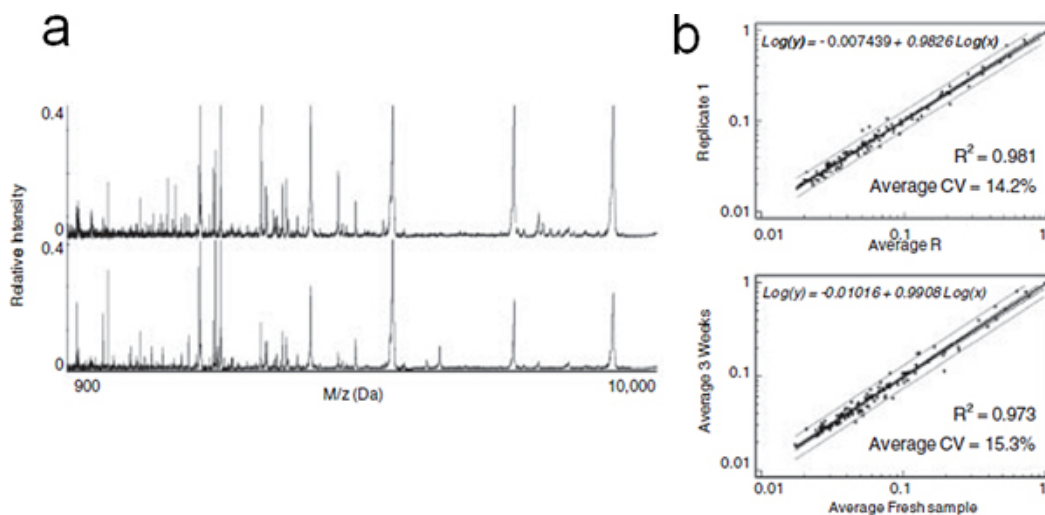 a
0.4
0
0.4
0
Relative Intensity
900
10,000
M/z (Da)
b
1
Log(y) = - 0.007439 + 0.9826 Log(x)
Replicate 1
0.1
R² = 0.981
Average CV = 14.2%
0.01
0.01
0.1
1
Average R
1
Log(y) = -0.01016 + 0.9908 Log(x)
Average 3 Weeks
0.1
R² = 0.973
Average CV = 15.3%
0.01
0.01
0.1
1
Average Fresh sample